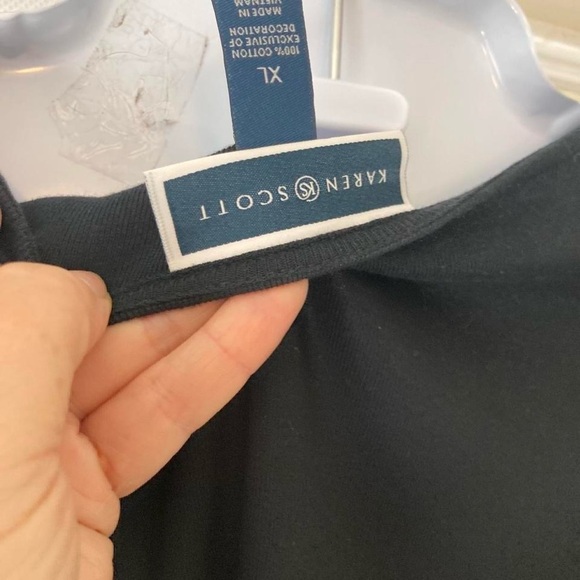 KAREN KS SCOTT
XL
100% COTTON
EXCLUSIVE OF
DECORATION
MADE IN
VIETNAM